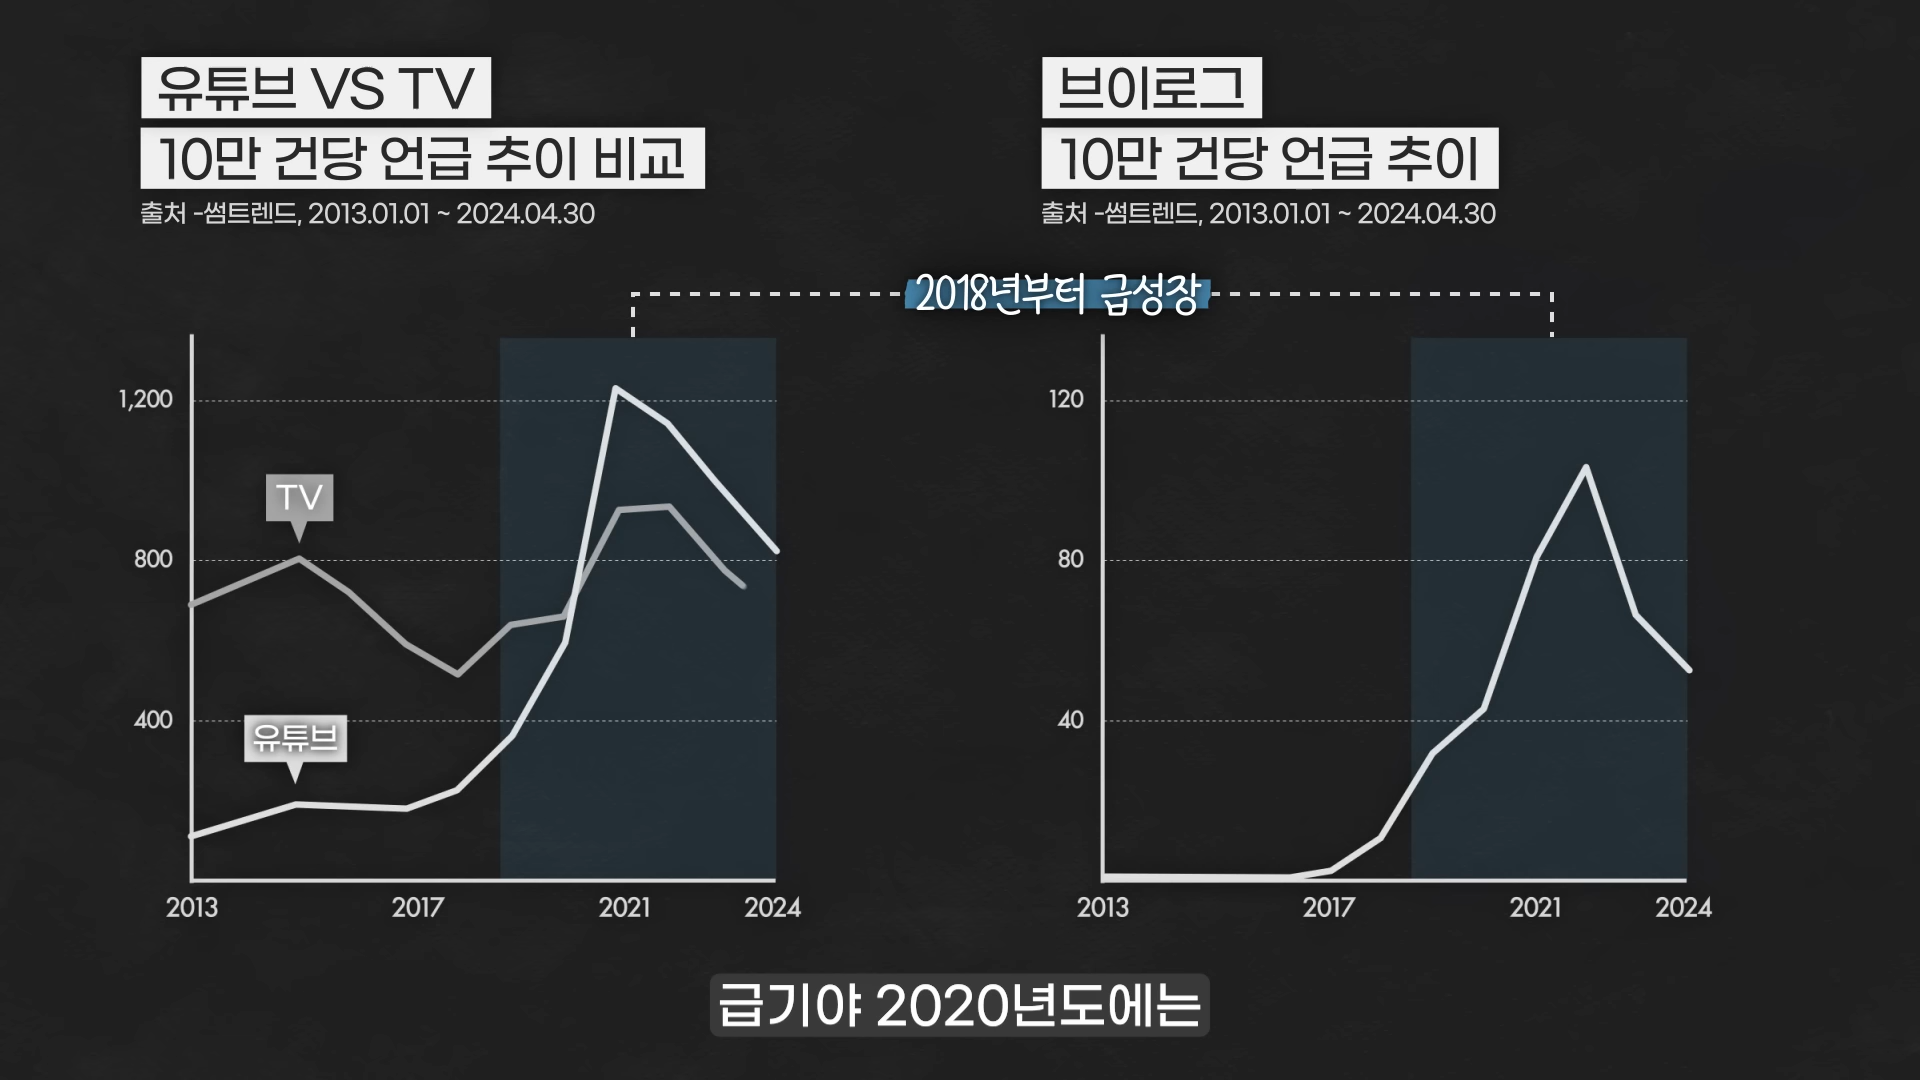 유튜브 VS TV
10만 건당 언급 추이 비교
출처 -썸트렌드, 2013.01.01 ~ 2024.04.30
브이로그
10만 건당 언급 추이
출처 -썸트렌드, 2013.01.01 ~ 2024.04.30
2018년부터 급성장
1,200
800
400
TV
유튜브
2013
2017
2021
2024
120
80
40
2013
2017
2021
2024
급기야 2020년도에는